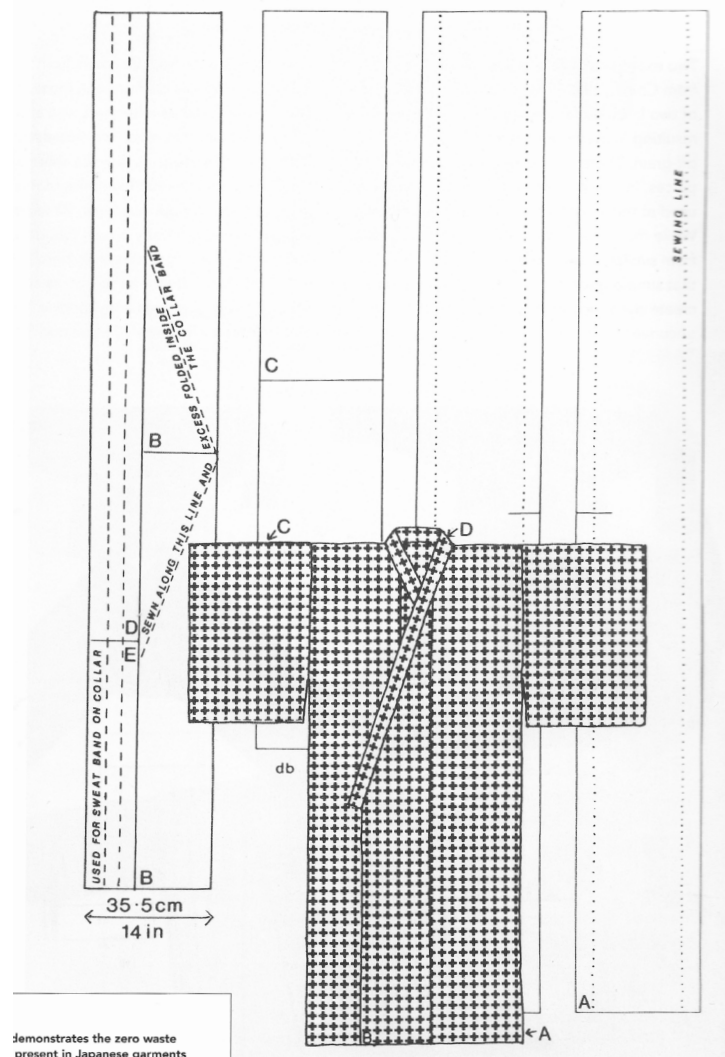 SEWING LINE
EXCESS FOLDED INSIDE
THE COLLAR BAND
C
B
SEWN ALONG THIS LINE AND
C
D
D
E
USED FOR SWEAT BAND ON COLLAR
db
B
35·5cm
14 in
A
B
A
demonstrates the zero waste
present in Japanese garments